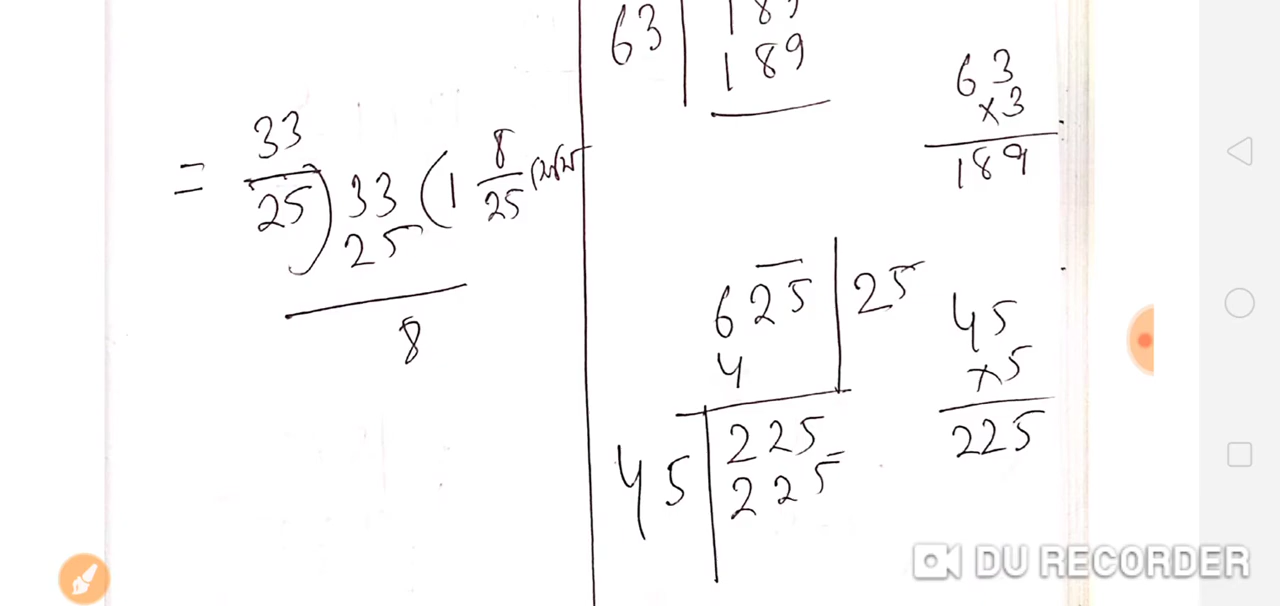 63 | 189
189
63
×3
189
= 33/25) 33 (1 8/25
25
8
625 | 25
4
45 | 225
225
45
×5
225
DU RECORDER